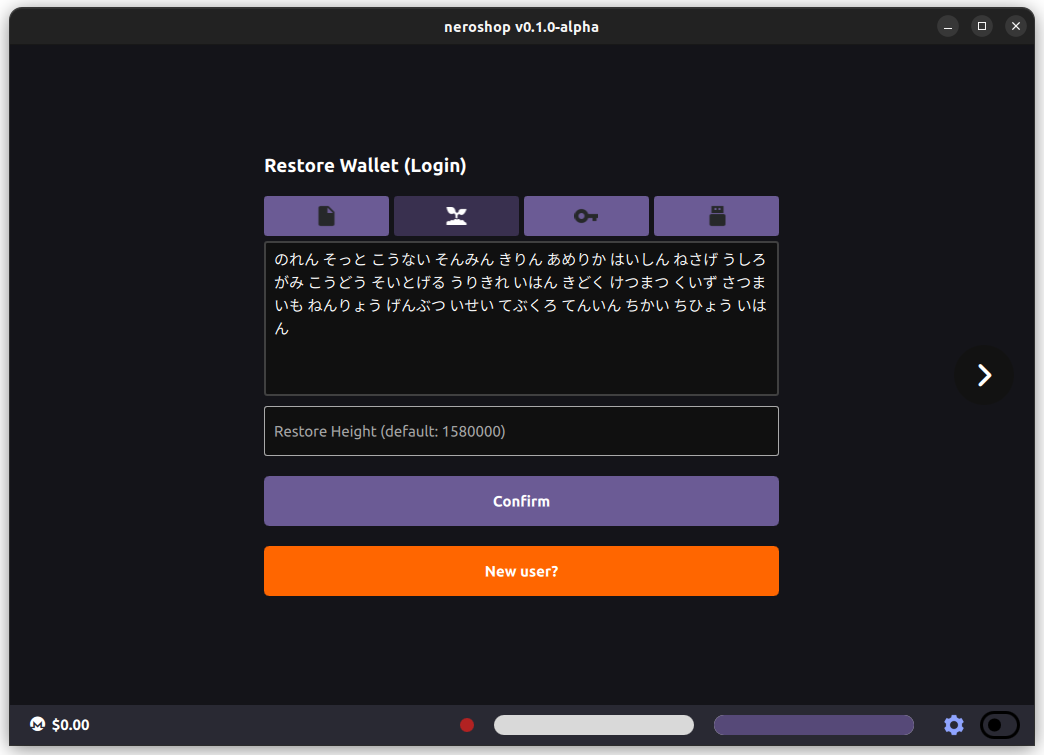 neroshop v0.1.0-alpha
Restore Wallet (Login)
のれん そっと こうない そんみん きりん あめりか はいしん ねさげ うしろ
がみ こうどう そいとげる うりきれ いはん きどく けつまつ くいず さつま
いも ねんりょう げんぶつ いせい てぶくろ てんいん ちかい ちひょう いは
ん
Restore Height (default: 1580000)
Confirm
New user?
$0.00